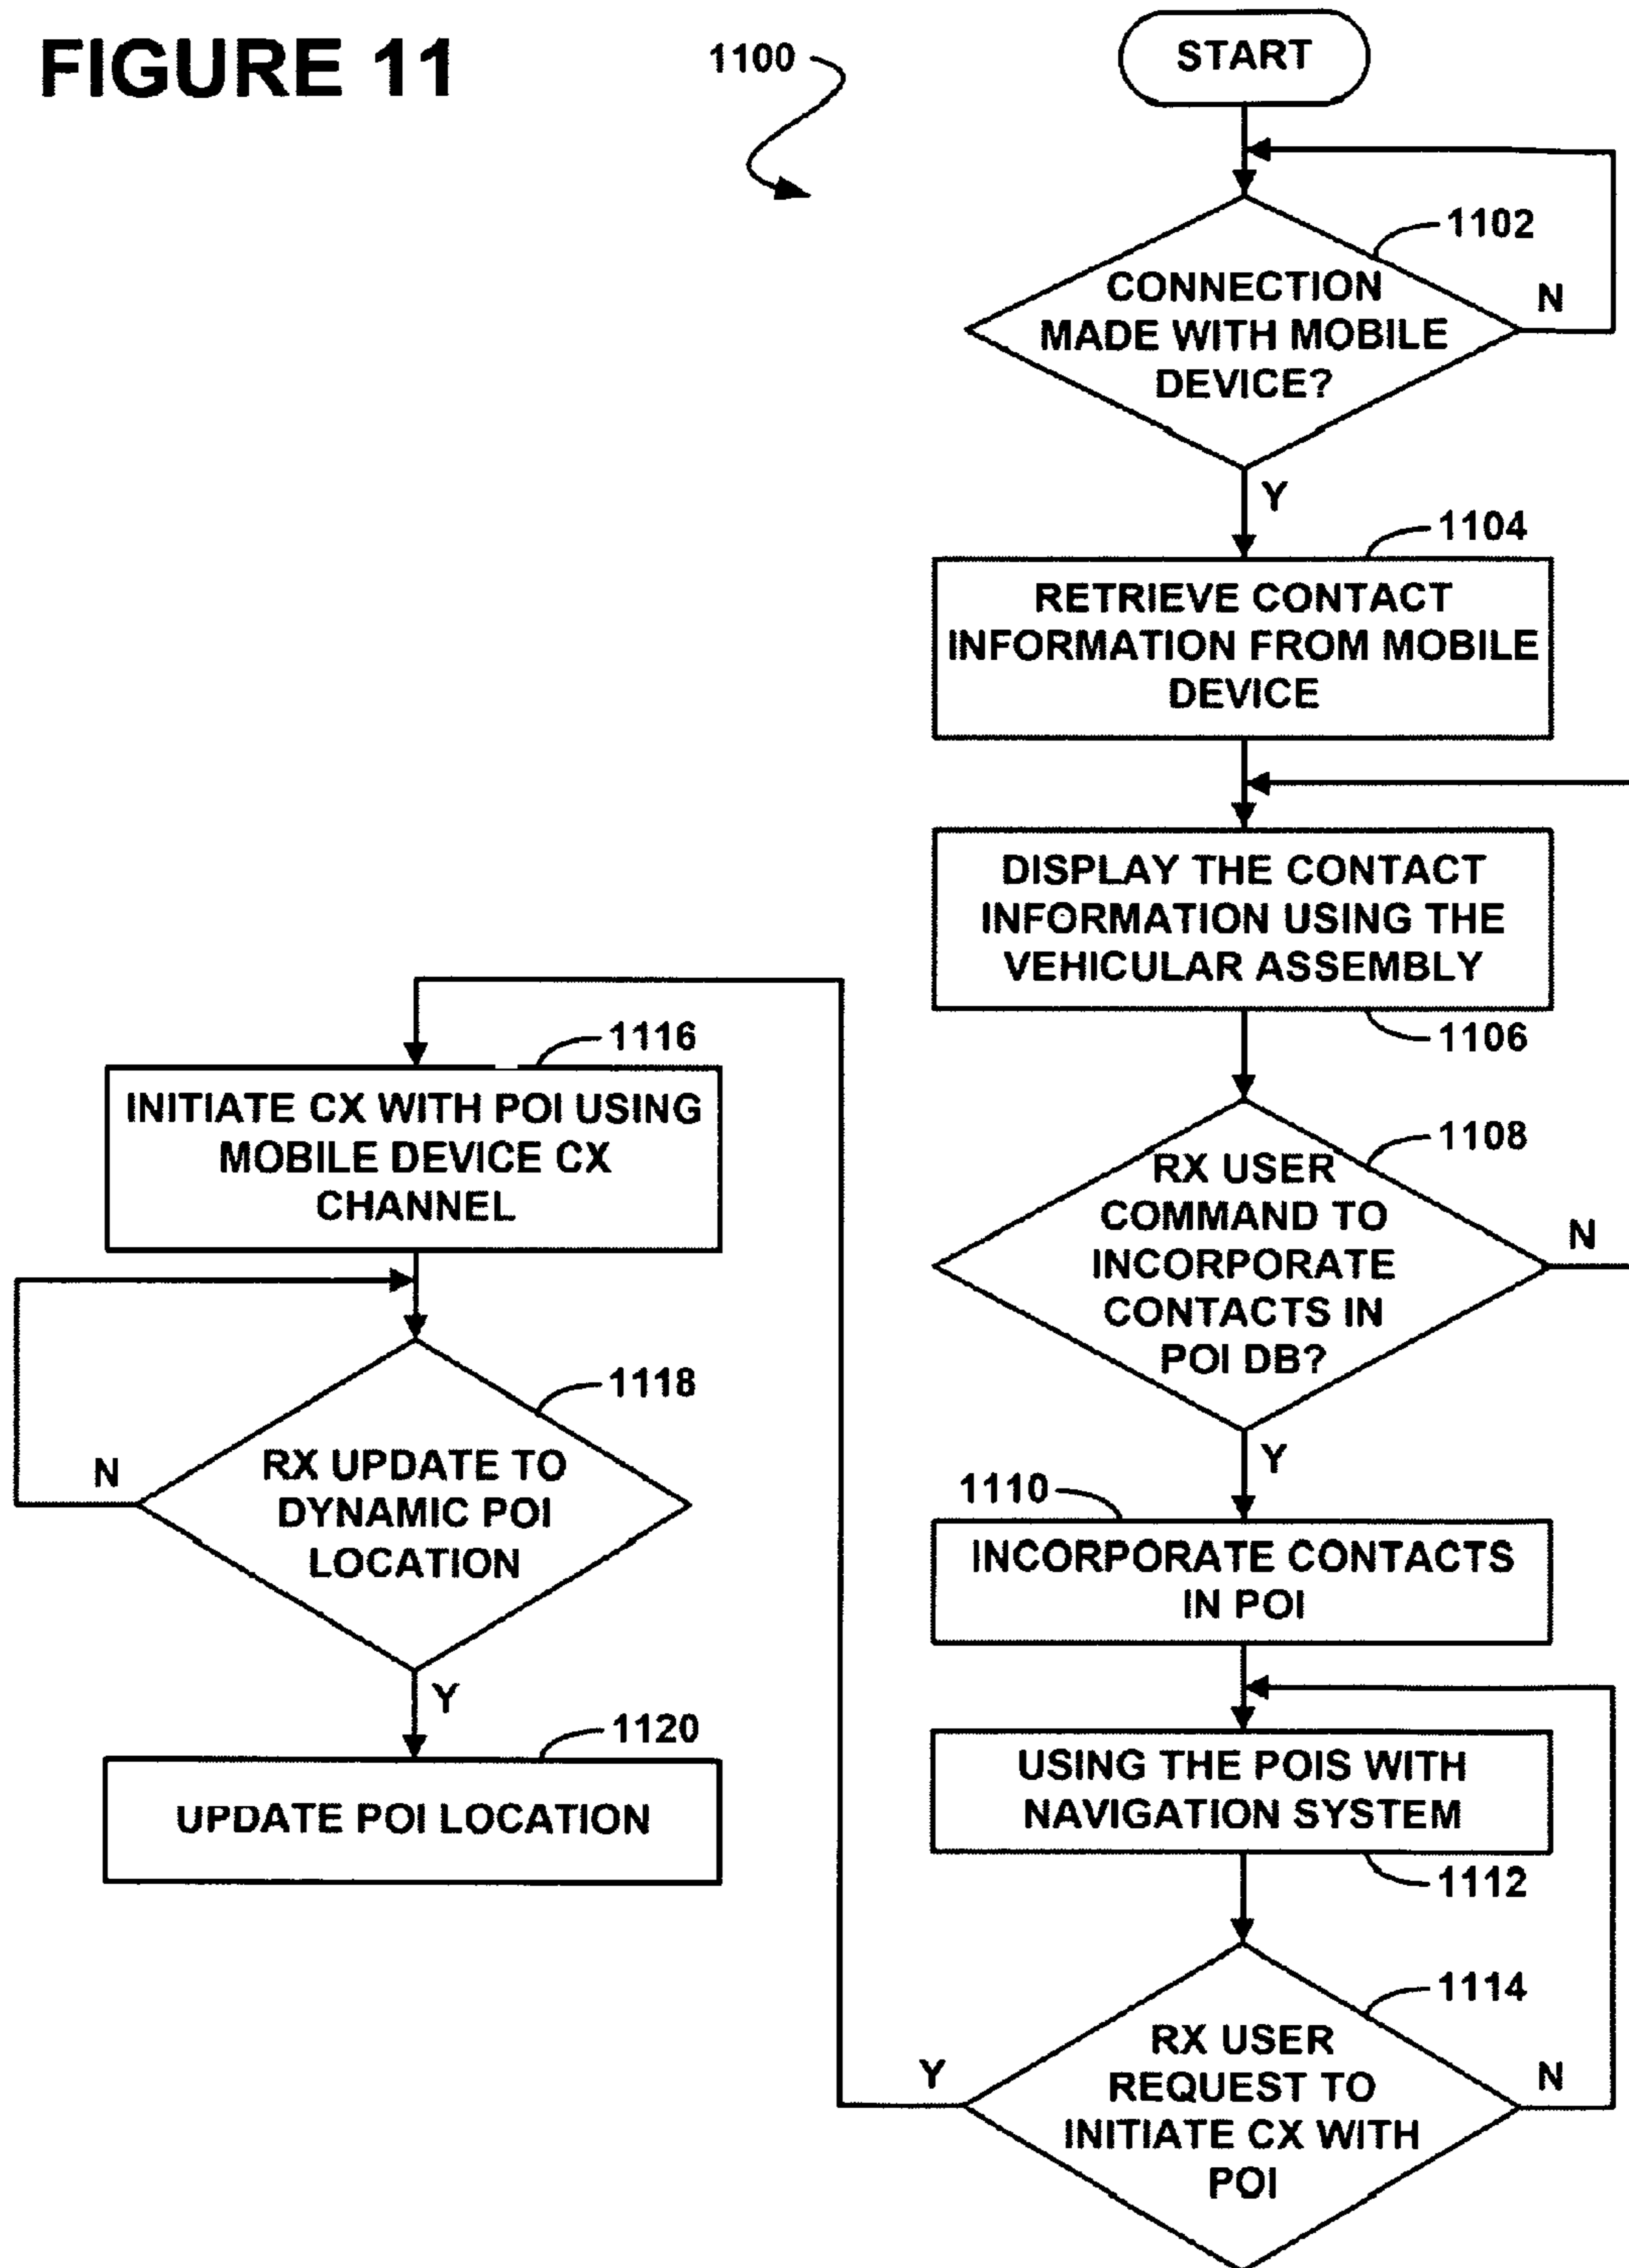 FIGURE 11
1100
START
1102
CONNECTION
MADE WITH MOBILE
DEVICE?
N
Y
1104
RETRIEVE CONTACT
INFORMATION FROM MOBILE
DEVICE
DISPLAY THE CONTACT
INFORMATION USING THE
VEHICULAR ASSEMBLY
1106
1108
RX USER
COMMAND TO
INCORPORATE
CONTACTS IN
POI DB?
N
Y
1110
INCORPORATE CONTACTS
IN POI
USING THE POIS WITH
NAVIGATION SYSTEM
1112
1114
RX USER
REQUEST TO
INITIATE CX WITH
POI
Y
N
1116
INITIATE CX WITH POI USING
MOBILE DEVICE CX
CHANNEL
1118
RX UPDATE TO
DYNAMIC POI
LOCATION
N
Y
1120
UPDATE POI LOCATION